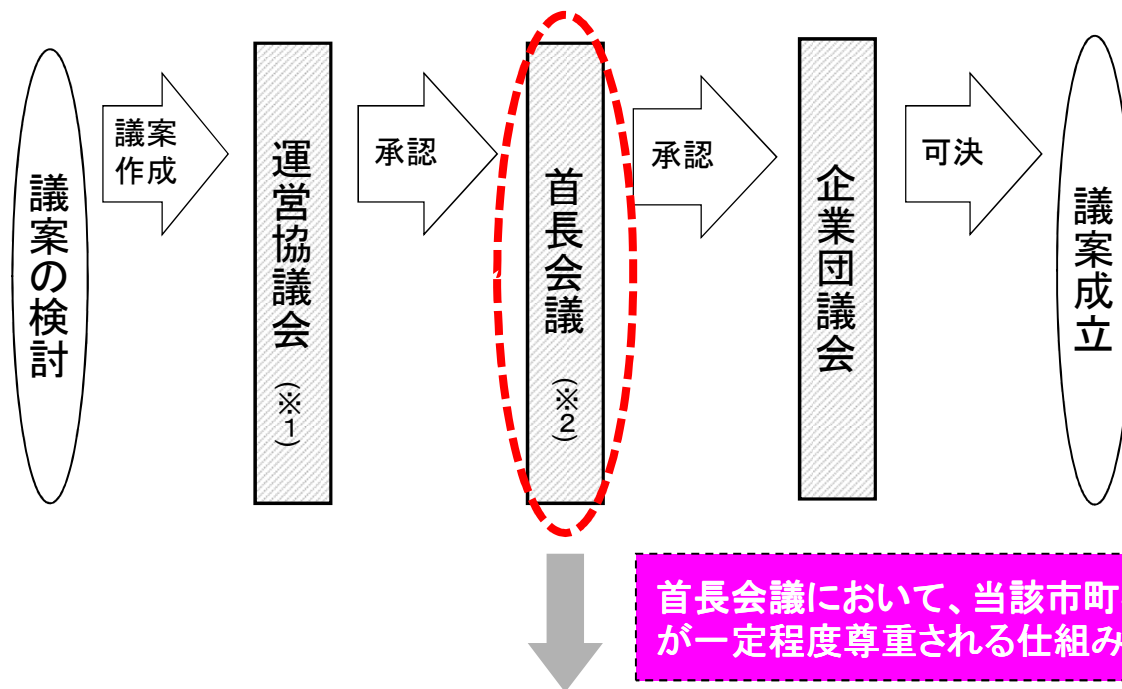 議案の検討
議案
作成
運営協議会(※1)
承認
首長会議(※2)
承認
企業団議会
可決
議案成立
首長会議において、当該市町
が一定程度尊重される仕組み